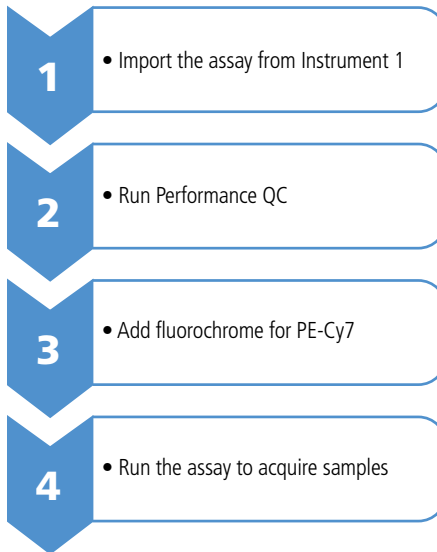 1
• Import the assay from Instrument 1
2
• Run Performance QC
3
• Add fluorochrome for PE-Cy7
4
• Run the assay to acquire samples